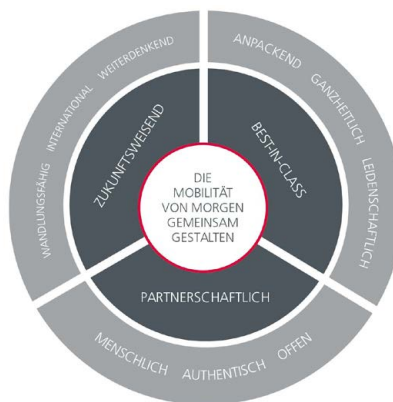 WANDLUNGSFÄHIG INTERNATIONAL WEITERDENKEND
ANPACKEND GANZHEITLICH LEIDENSCHAFTLICH
ZUKUNFTSWEISEND
BEST-IN-CLASS
DIE
MOBILITÄT
VON MORGEN
GEMEINSAM
GESTALTEN
PARTNERSCHAFTLICH
MENSCHLICH AUTHENTISCH OFFEN